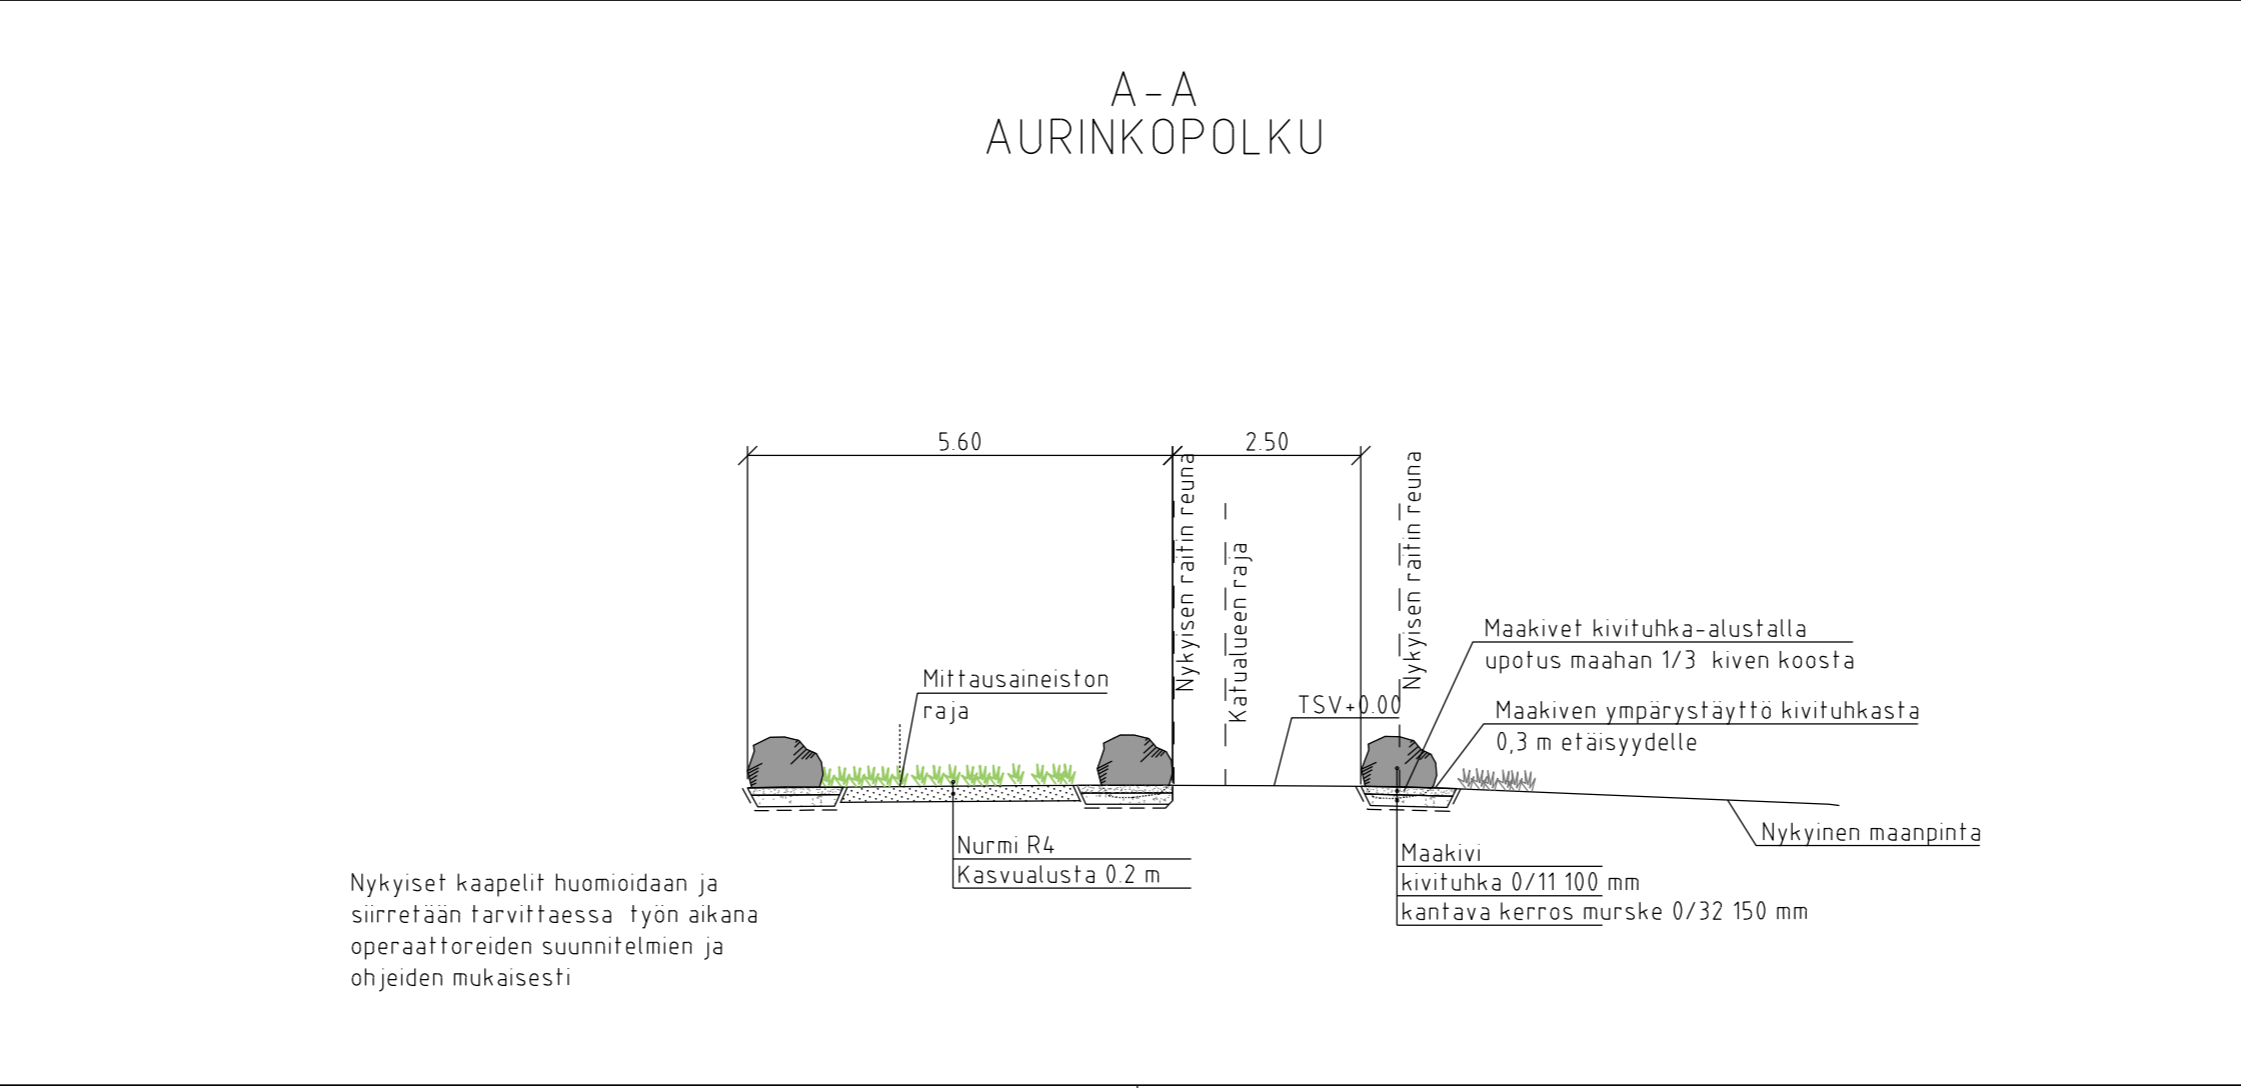 A-A
AURINKOPOLKU
5.60
2.50
Nykyisen raitin reuna
Katualueen raja
Nykyisen raitin reuna
Maakivet kivituhka-alustalla
upotus maahan 1/3 kiven koosta
Mittausaineiston
raja
TSV+0.00
Maakiven ympärystäyttö kivituhkasta
0,3 m etäisyydelle
Nykyinen maanpinta
Nurmi R4
Kasvualusta 0.2 m
Maakivi
kivituhka 0/11 100 mm
kantava kerros murske 0/32 150 mm
Nykyiset kaapelit huomioidaan ja
siirretään tarvittaessa työn aikana
operaattoreiden suunnitelmien ja
ohjeiden mukaisesti